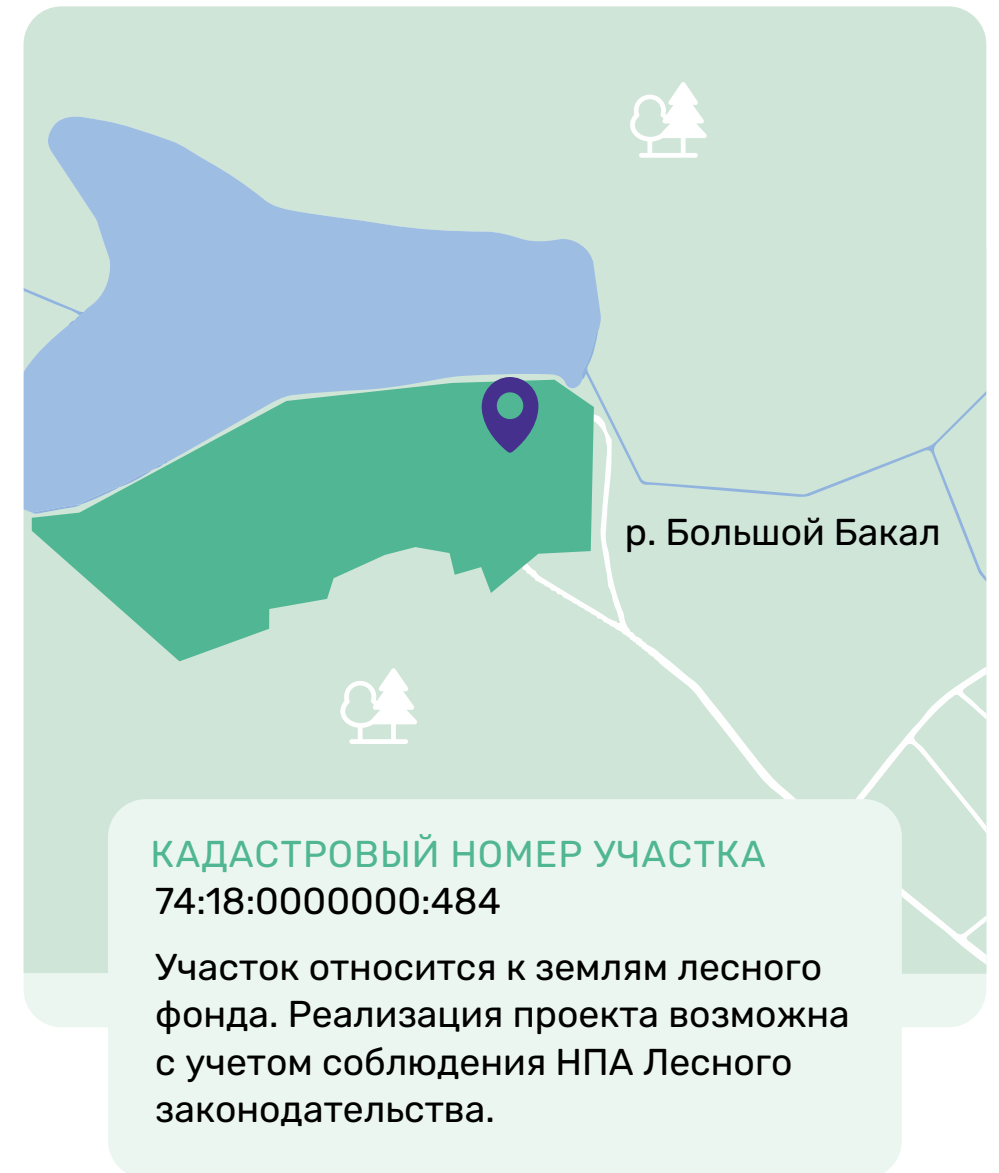 р. Большой Бакал
КАДАСТРОВЫЙ НОМЕР УЧАСТКА
74:18:0000000:484
Участок относится к землям лесного
фонда. Реализация проекта возможна
с учетом соблюдения НПА Лесного
законодательства.